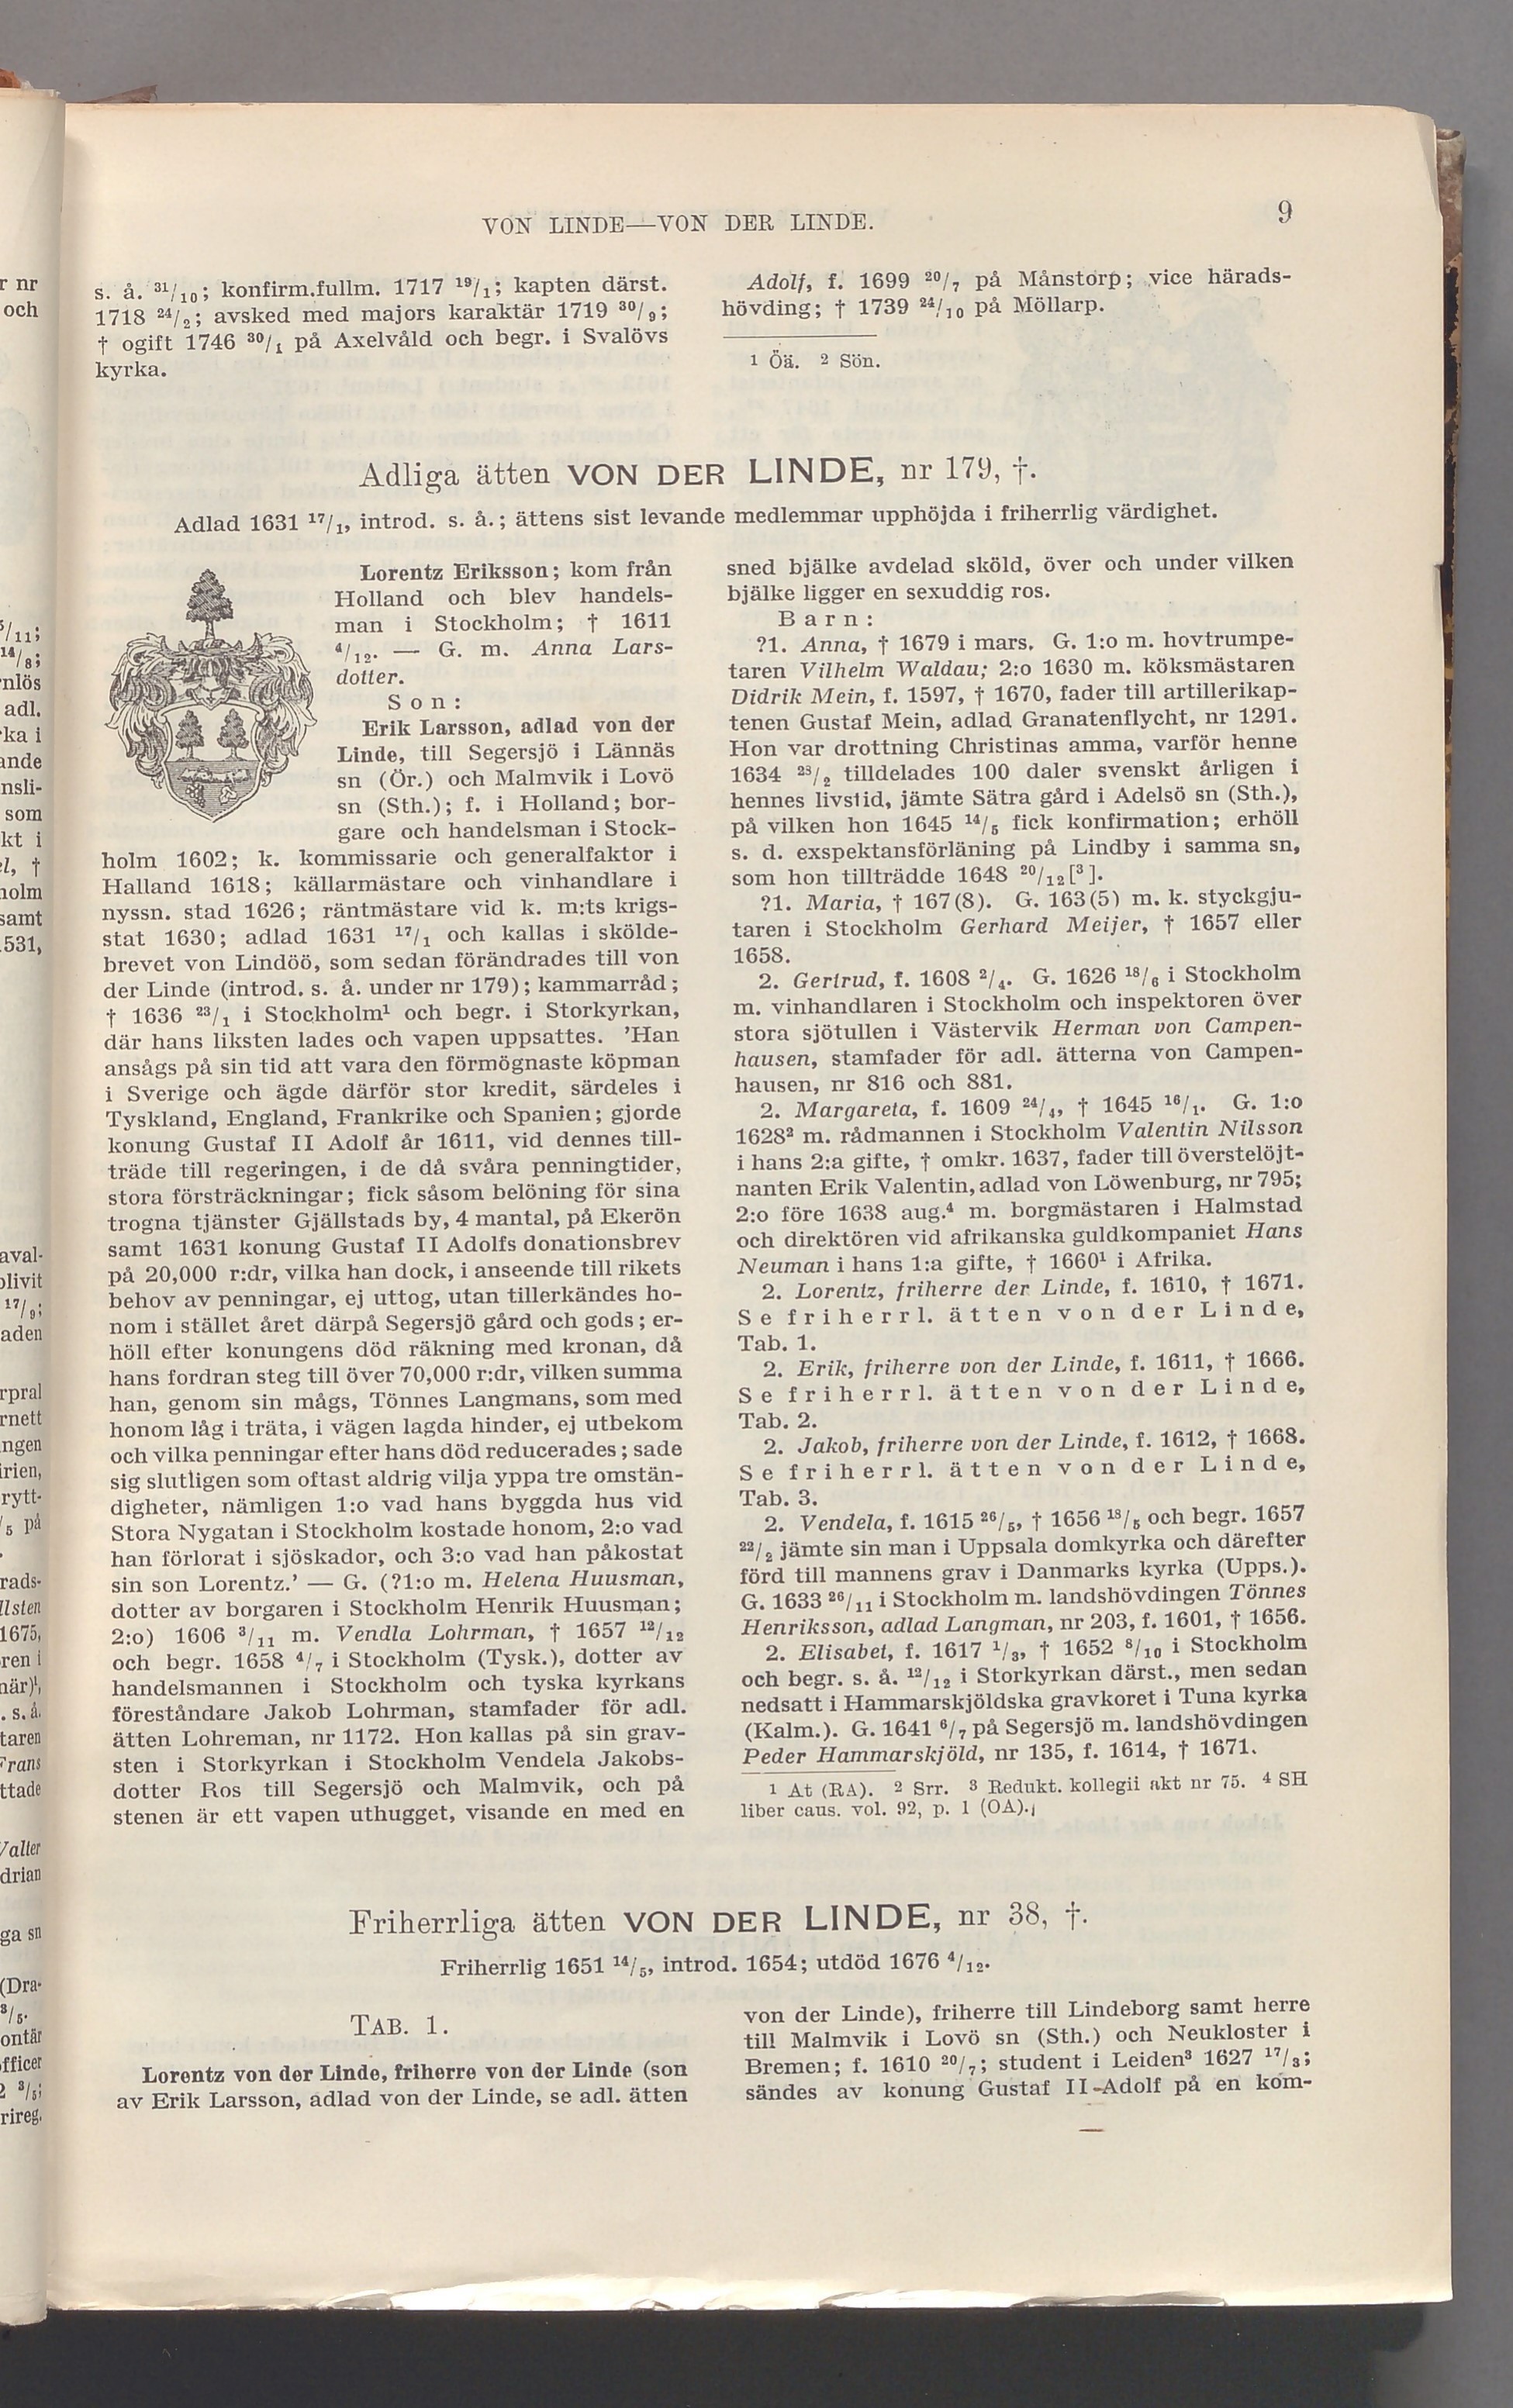 VON LINDE—VON DER LINDE.
9
s. å. 31/10; konfirm.fullm. 1717 19/1; kapten därst.
1718 24/2; avsked med majors karaktär 1719 30/9;
† ogift 1746 30/1 på Axelvåld och begr. i Svalövs
kyrka.
Adolf, f. 1699 20/7 på Månstorp; vice härads-
hövding; † 1739 24/10 på Möllarp.
1 Öä. 2 Sön.
Adliga ätten VON DER LINDE, nr 179, †.
Adlad 1631 17/1, introd. s. å.; ättens sist levande medlemmar upphöjda i friherrlig värdighet.
Lorentz Eriksson; kom från
Holland och blev handels-
man i Stockholm; † 1611
4/12. — G. m. Anna Lars-
dotter.
Son:
Erik Larsson, adlad von der
Linde, till Segersjö i Lännäs
sn (Ör.) och Malmvik i Lovö
sn (Sth.); f. i Holland; bor-
gare och handelsman i Stock-
holm 1602; k. kommissarie och generalfaktor i
Halland 1618; källarmästare och vinhandlare i
nyssn. stad 1626; räntmästare vid k. m:ts krigs-
stat 1630; adlad 1631 17/1 och kallas i skölde-
brevet von Lindöö, som sedan förändrades till von
der Linde (introd. s. å. under nr 179); kammarråd;
† 1636 23/1 i Stockholm1 och begr. i Storkyrkan,
där hans liksten lades och vapen uppsattes. 'Han
ansågs på sin tid att vara den förmögnaste köpman
i Sverige och ägde därför stor kredit, särdeles i
Tyskland, England, Frankrike och Spanien; gjorde
konung Gustaf II Adolf år 1611, vid dennes till-
träde till regeringen, i de då svåra penningtider,
stora försträckningar; fick såsom belöning för sina
trogna tjänster Gjällstads by, 4 mantal, på Ekerön
samt 1631 konung Gustaf II Adolfs donationsbrev
på 20,000 r:dr, vilka han dock, i anseende till rikets
behov av penningar, ej uttog, utan tillerkändes ho-
nom i stället året därpå Segersjö gård och gods; er-
höll efter konungens död räkning med kronan, då
hans fordran steg till över 70,000 r:dr, vilken summa
han, genom sin mågs, Tönnes Langmans, som med
honom låg i träta, i vägen lagda hinder, ej utbekom
och vilka penningar efter hans död reducerades; sade
sig slutligen som oftast aldrig vilja yppa tre omstän-
digheter, nämligen 1:o vad hans byggda hus vid
Stora Nygatan i Stockholm kostade honom, 2:o vad
han förlorat i sjöskador, och 3:o vad han påkostat
sin son Lorentz.' — G. (?1:o m. Helena Huusman,
dotter av borgaren i Stockholm Henrik Huusman;
2:o) 1606 3/11 m. Vendla Lohrman, † 1657 12/12
och begr. 1658 4/7 i Stockholm (Tysk.), dotter av
handelsmannen i Stockholm och tyska kyrkans
föreståndare Jakob Lohrman, stamfader för adl.
ätten Lohreman, nr 1172. Hon kallas på sin grav-
sten i Storkyrkan i Stockholm Vendela Jakobs-
dotter Ros till Segersjö och Malmvik, och på
stenen är ett vapen uthugget, visande en med en
sned bjälke avdelad sköld, över och under vilken
bjälke ligger en sexuddig ros.
Barn:
?1. Anna, † 1679 i mars. G. 1:o m. hovtrumpe-
taren Vilhelm Waldau; 2:o 1630 m. köksmästaren
Didrik Mein, f. 1597, † 1670, fader till artillerikap-
tenen Gustaf Mein, adlad Granatenflycht, nr 1291.
Hon var drottning Christinas amma, varför henne
1634 23/2 tilldelades 100 daler svenskt årligen i
hennes livstid, jämte Sätra gård i Adelsö sn (Sth.),
på vilken hon 1645 14/5 fick konfirmation; erhöll
s. d. exspektansförläning på Lindby i samma sn,
som hon tillträdde 1648 20/12[3].
?1. Maria, † 167(8). G. 163(5) m. k. styckgju-
taren i Stockholm Gerhard Meijer, † 1657 eller
1658.
2. Gertrud, f. 1608 2/4. G. 1626 18/6 i Stockholm
m. vinhandlaren i Stockholm och inspektoren över
stora sjötullen i Västervik Herman von Campen-
hausen, stamfader för adl. ätterna von Campen-
hausen, nr 816 och 881.
2. Margareta, f. 1609 24/4, † 1645 16/1. G. 1:o
16282 m. rådmannen i Stockholm Valentin Nilsson
i hans 2:a gifte, † omkr. 1637, fader till överstelöjt-
nanten Erik Valentin, adlad von Löwenburg, nr 795;
2:o före 1638 aug.4 m. borgmästaren i Halmstad
och direktören vid afrikanska guldkompaniet Hans
Neuman i hans 1:a gifte, † 16601 i Afrika.
2. Lorentz, friherre der Linde, f. 1610, † 1671.
Se friherrl. ätten von der Linde,
Tab. 1.
2. Erik, friherre von der Linde, f. 1611, † 1666.
Se friherrl. ätten von der Linde,
Tab. 2.
2. Jakob, friherre von der Linde, f. 1612, † 1668.
Se friherrl. ätten von der Linde,
Tab. 3.
2. Vendela, f. 1615 26/5, † 1656 18/5 och begr. 1657
22/2 jämte sin man i Uppsala domkyrka och därefter
förd till mannens grav i Danmarks kyrka (Upps.).
G. 1633 26/11 i Stockholm m. landshövdingen Tönnes
Henriksson, adlad Langman, nr 203, f. 1601, † 1656.
2. Elisabet, f. 1617 1/3, † 1652 8/10 i Stockholm
och begr. s. å. 12/12 i Storkyrkan därst., men sedan
nedsatt i Hammarskjöldska gravkoret i Tuna kyrka
(Kalm.). G. 1641 6/7 på Segersjö m. landshövdingen
Peder Hammarskjöld, nr 135, f. 1614, † 1671.
1 At (RA). 2 Srr. 3 Redukt. kollegii akt nr 75. 4 SH
liber caus. vol. 92, p. 1 (OA).
Friherrliga ätten VON DER LINDE, nr 38, †.
Friherrlig 1651 14/5, introd. 1654; utdöd 1676 4/12.
TAB. 1.
Lorentz von der Linde, friherre von der Linde (son
av Erik Larsson, adlad von der Linde, se adl. ätten
von der Linde), friherre till Lindeborg samt herre
till Malmvik i Lovö sn (Sth.) och Neukloster i
Bremen; f. 1610 20/7; student i Leiden3 1627 17/3;
sändes av konung Gustaf II Adolf på en kom-